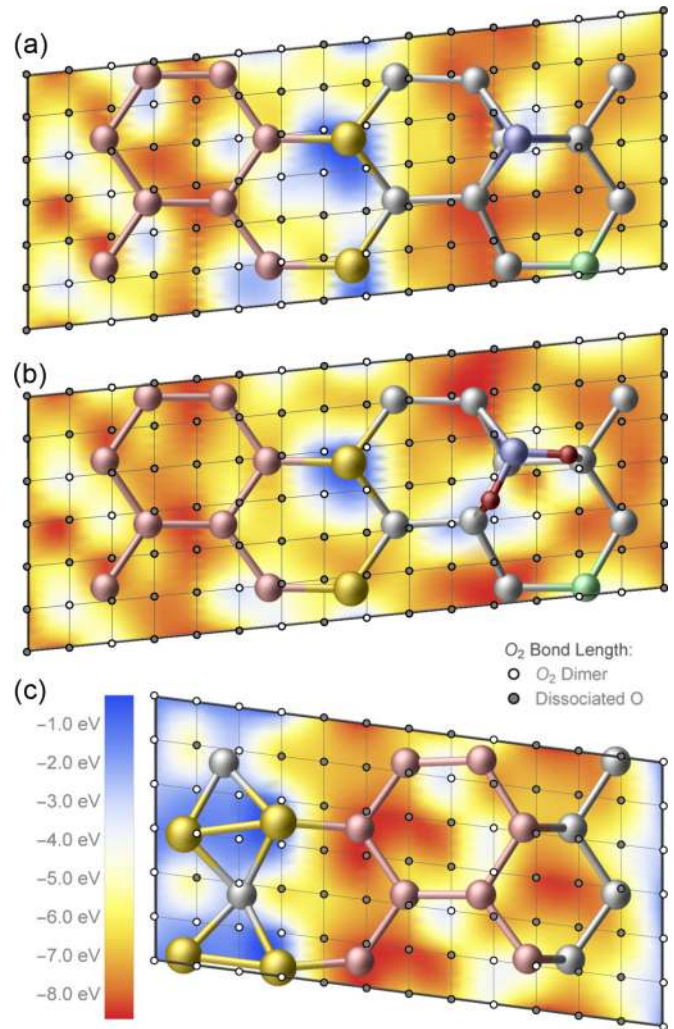 (a)
(b)
O₂ Bond Length:
O₂ Dimer
Dissociated O
(c)
−1.0 eV
−2.0 eV
−3.0 eV
−4.0 eV
−5.0 eV
−6.0 eV
−7.0 eV
−8.0 eV